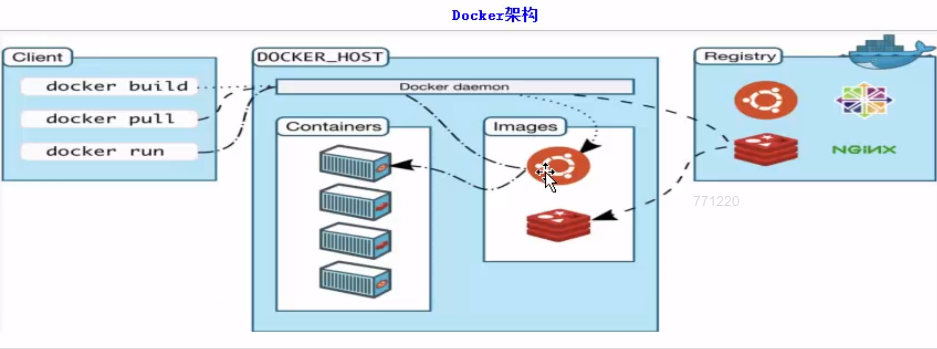 Docker架构
Client
docker build
docker pull
docker run
DOCKER_HOST
Docker daemon
Containers
Images
Registry
NGINX
771220